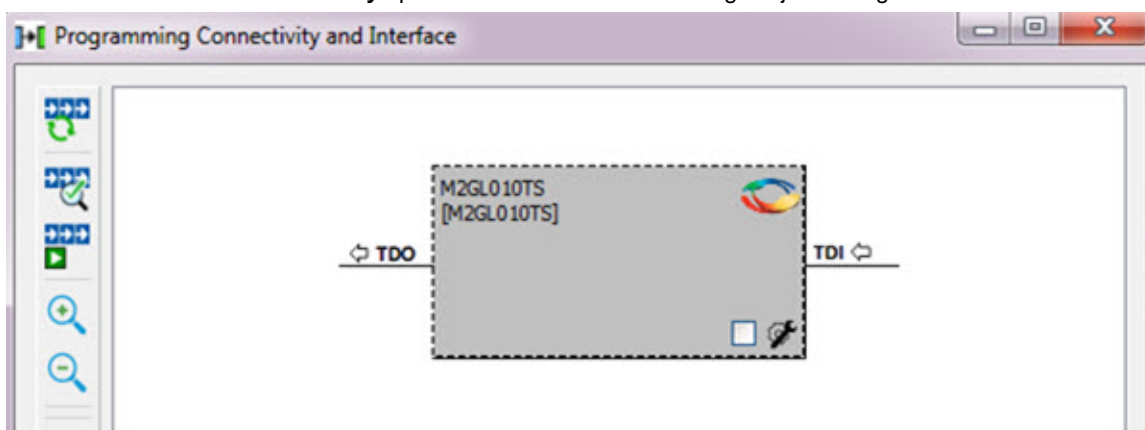 Programming Connectivity and Interface
M2GL010TS
[M2GL010TS]
TDO
TDI